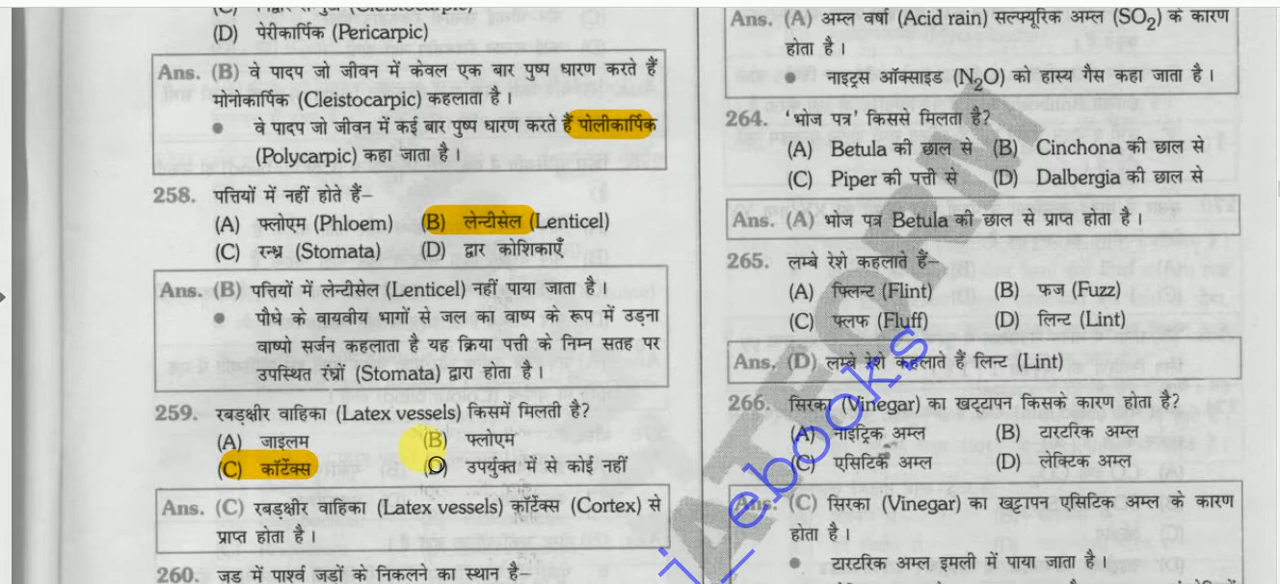 (D) पेरीकार्पिक (Pericarpic)
Ans. (B) वे पादप जो जीवन में केवल एक बार पुष्प धारण करते हैं
मोनोकार्पिक (Cleistocarpic) कहलाता है।
● वे पादप जो जीवन में कई बार पुष्प धारण करते हैं पोलीकार्पिक
(Polycarpic) कहा जाता है।
258. पत्तियों में नहीं होते हैं–
(A) फ्लोएम (Phloem) (B) लेन्टीसेल (Lenticel)
(C) रन्ध्र (Stomata) (D) द्वार कोशिकाएँ
Ans. (B) पत्तियों में लेन्टीसेल (Lenticel) नहीं पाया जाता है।
● पौधे के वायवीय भागों से जल का वाष्प के रूप में उड़ना
वाष्पो सर्जन कहलाता है यह क्रिया पत्ती के निम्न सतह पर
उपस्थित रंध्रों (Stomata) द्वारा होता है।
259. रबड़क्षीर वाहिका (Latex vessels) किसमें मिलती है?
(A) जाइलम (B) फ्लोएम
(C) कॉर्टेक्स (D) उपर्युक्त में से कोई नहीं
Ans. (C) रबड़क्षीर वाहिका (Latex vessels) कॉर्टेक्स (Cortex) से
प्राप्त होता है।
260. जड़ में पार्श्व जड़ों के निकलने का स्थान है–
Ans. (A) अम्ल वर्षा (Acid rain) सल्फ्यूरिक अम्ल (SO₂) के कारण
होता है।
● नाइट्रस ऑक्साइड (N₂O) को हास्य गैस कहा जाता है।
264. 'भोज पत्र' किससे मिलता है?
(A) Betula की छाल से (B) Cinchona की छाल से
(C) Piper की पत्ती से (D) Dalbergia की छाल से
Ans. (A) भोज पत्र Betula की छाल से प्राप्त होता है।
265. लम्बे रेशे कहलाते हैं–
(A) फ्लिन्ट (Flint) (B) फज (Fuzz)
(C) फ्लफ (Fluff) (D) लिन्ट (Lint)
Ans. (D) लम्बे रेशे कहलाते हैं लिन्ट (Lint)
266. सिरका (Vinegar) का खट्टापन किसके कारण होता है?
(A) नाइट्रिक अम्ल (B) टारटरिक अम्ल
(C) एसिटिक अम्ल (D) लेक्टिक अम्ल
Ans. (C) सिरका (Vinegar) का खट्टापन एसिटिक अम्ल के कारण
होता है।
● टारटरिक अम्ल इमली में पाया जाता है।
ebooks